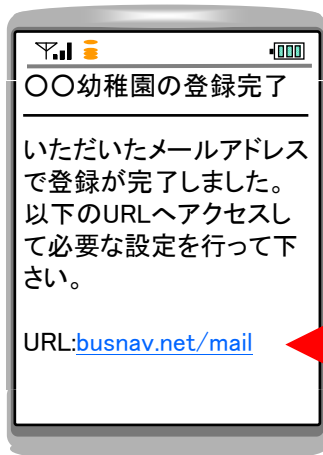 〇〇幼稚園の登録完了
いただいたメールアドレス
で登録が完了しました。
以下のURLへアクセスし
て必要な設定を行って下
さい。
URL:busnav.net/mail